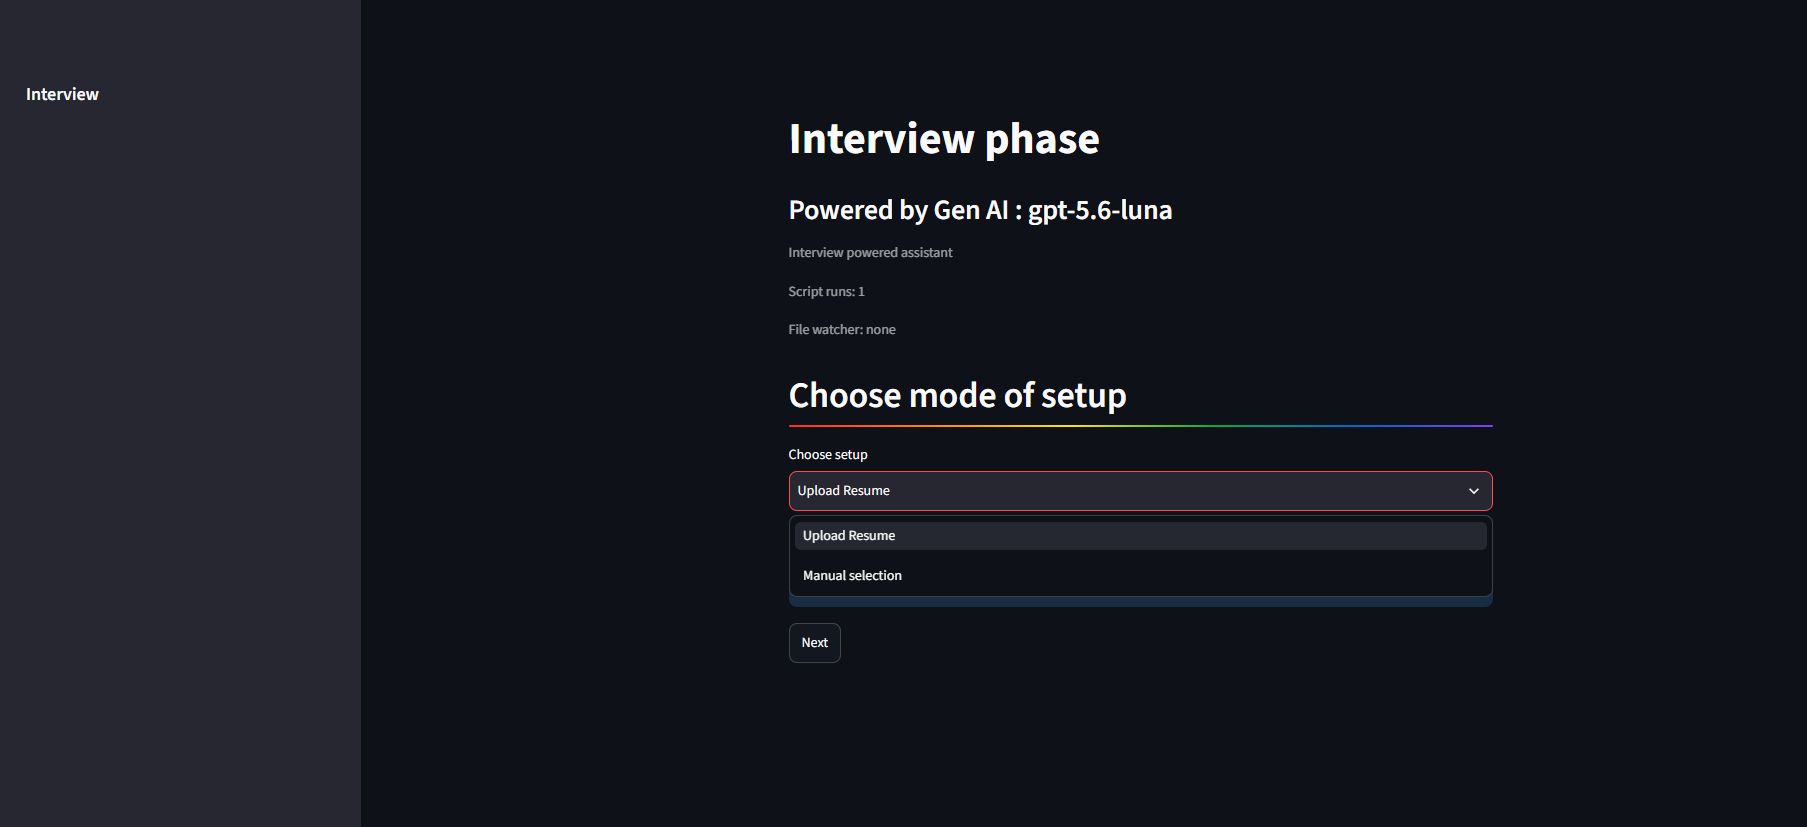 Interview
Interview phase
Powered by Gen AI : gpt-5.6-luna
Interview powered assistant
Script runs: 1
File watcher: none
Choose mode of setup
Choose setup
Upload Resume
Upload Resume
Manual selection
Next